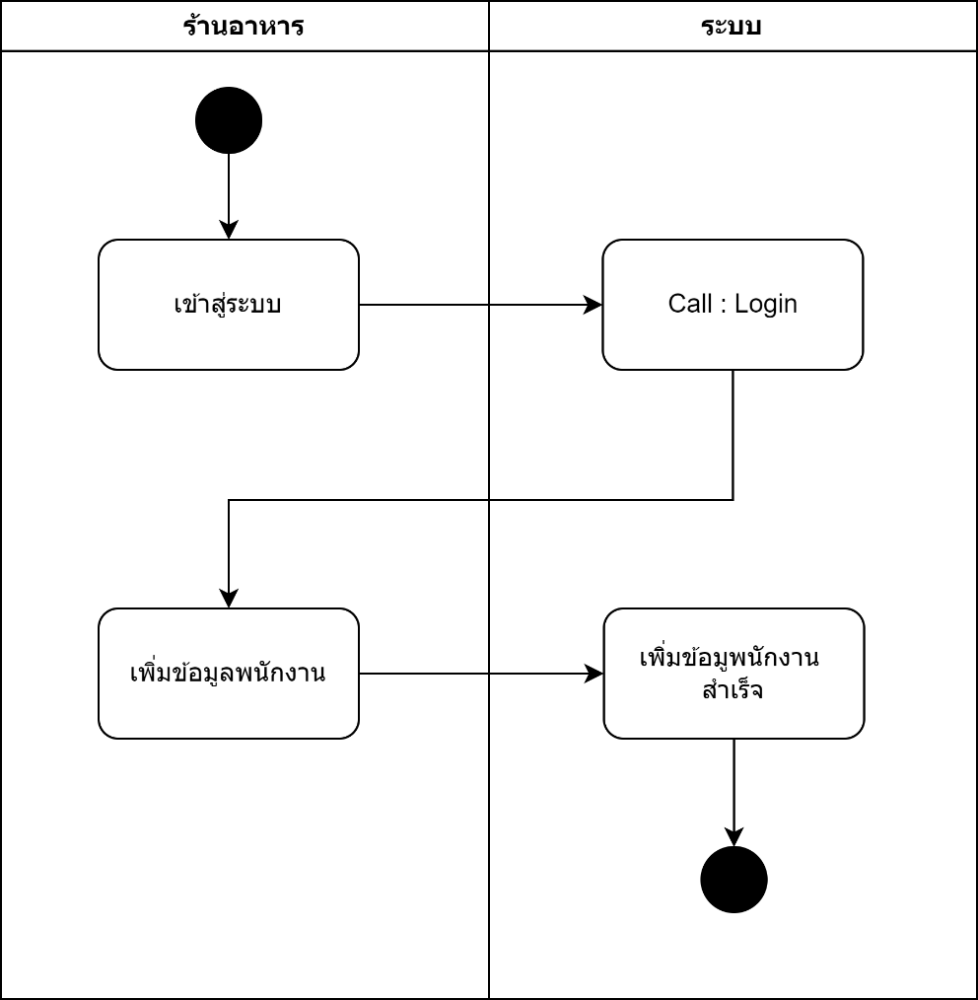 ร้านอาหาร
ระบบ
เข้าสู่ระบบ
Call : Login
เพิ่มข้อมูลพนักงาน
เพิ่มข้อมูพนักงาน
สำเร็จ